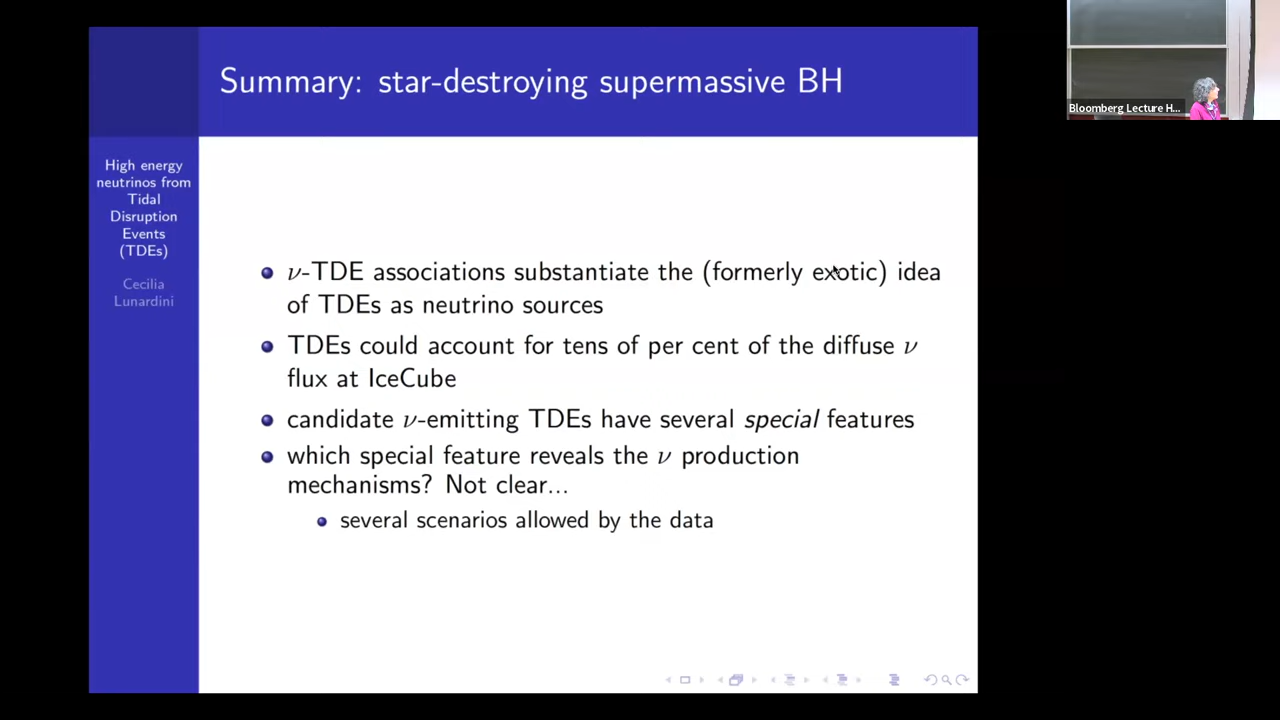 Summary: star-destroying supermassive BH
High energy
neutrinos from
Tidal
Disruption
Events
(TDEs)
Cecilia
Lunardini
ν-TDE associations substantiate the (formerly exotic) idea
of TDEs as neutrino sources
TDEs could account for tens of per cent of the diffuse ν
flux at IceCube
candidate ν-emitting TDEs have several special features
which special feature reveals the ν production
mechanisms? Not clear...
several scenarios allowed by the data
Bloomberg Lecture H...